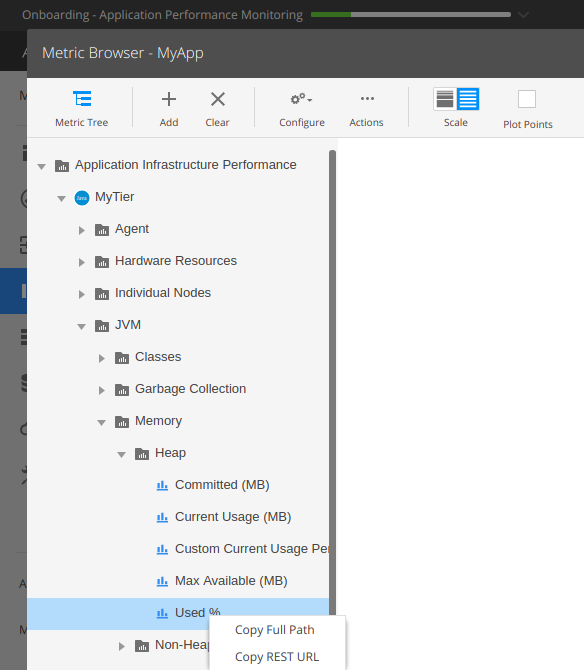 Onboarding - Application Performance Monitoring
Metric Browser - MyApp
Metric Tree
Add
Clear
Configure
Actions
Scale
Plot Points
Application Infrastructure Performance
Java
MyTier
Agent
Hardware Resources
Individual Nodes
JVM
Classes
Garbage Collection
Memory
Heap
Committed (MB)
Current Usage (MB)
Custom Current Usage Per
Max Available (MB)
Used %
Copy Full Path
Non-Heap
Copy REST URL